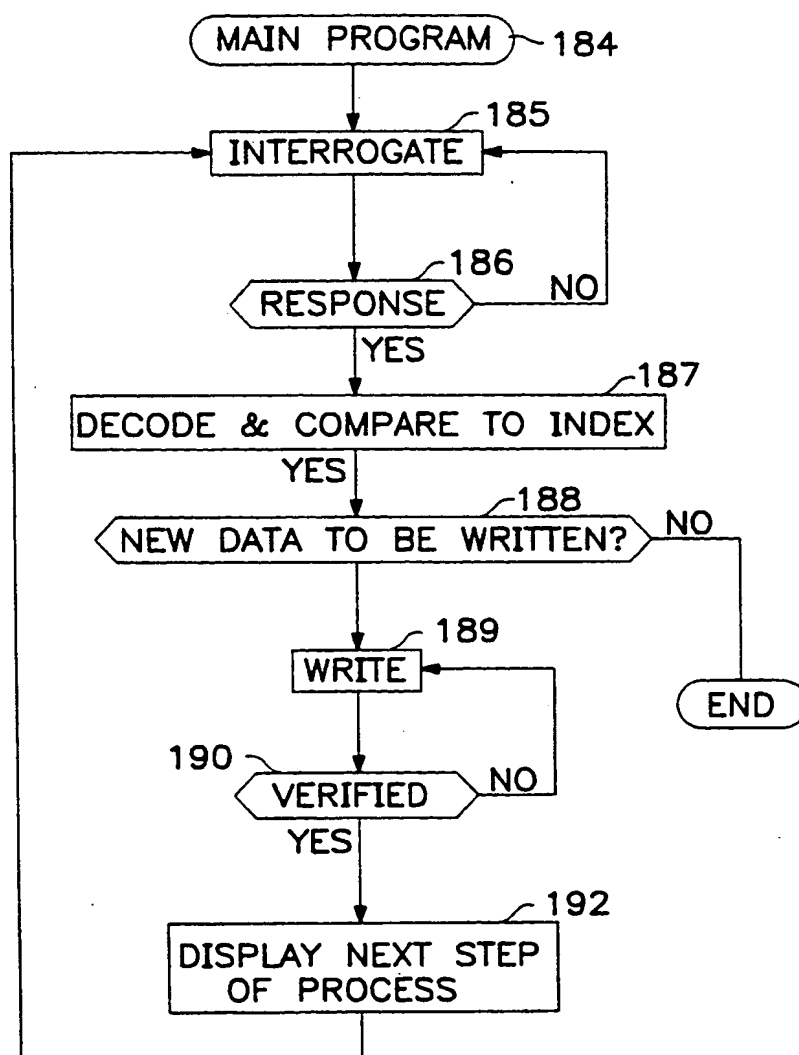 MAIN PROGRAM
184
185
INTERROGATE
186
RESPONSE
NO
YES
187
DECODE & COMPARE TO INDEX
YES
188
NEW DATA TO BE WRITTEN?
NO
189
WRITE
END
190
VERIFIED
NO
YES
192
DISPLAY NEXT STEP
OF PROCESS